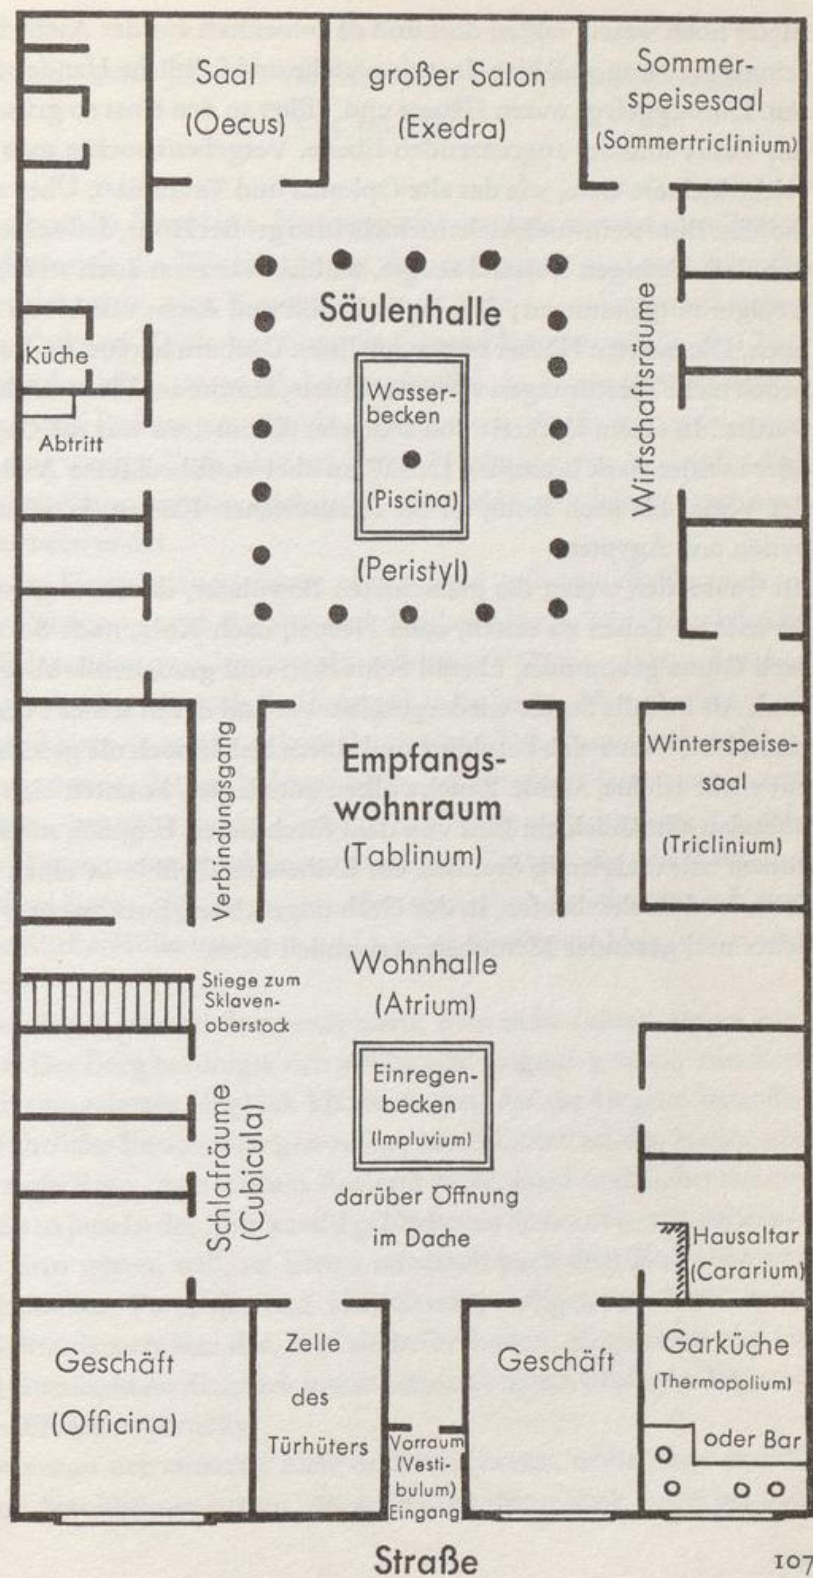 Saal
(Oecus)
großer Salon
(Exedra)
Sommer-
speisesaal
(Sommertriclinium)
Säulenhalle
Wasser-
becken
(Piscina)
(Peristyl)
Küche
Abtritt
Wirtschaftsräume
Verbindungsgang
Empfangs-
wohnraum
(Tablinum)
Winterspeise-
saal
(Triclinium)
Wohnhalle
(Atrium)
Stiege zum
Sklaven-
oberstock
Einregen-
becken
(Impluvium)
darüber Öffnung
im Dache
Schlafräume
(Cubicula)
Hausaltar
(Cararium)
Geschäft
(Officina)
Zelle
des
Türhüters
Vorraum
(Vesti-
bulum)
Eingang
Geschäft
Garküche
(Thermopolium)
oder Bar
Straße
107